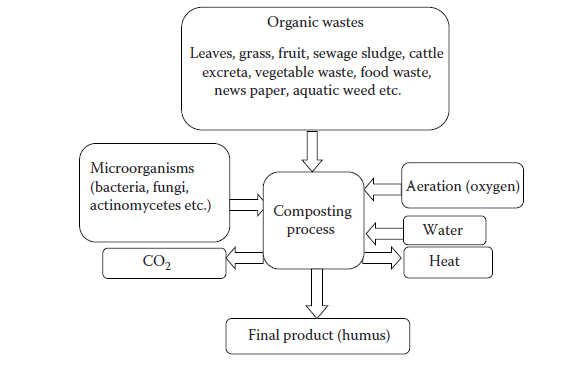 Organic wastes
Leaves, grass, fruit, sewage sludge, cattle
excreta, vegetable waste, food waste,
news paper, aquatic weed etc.
Microorganisms
(bacteria, fungi,
actinomycetes etc.)
Composting
process
Aeration (oxygen)
Water
CO₂
Heat
Final product (humus)